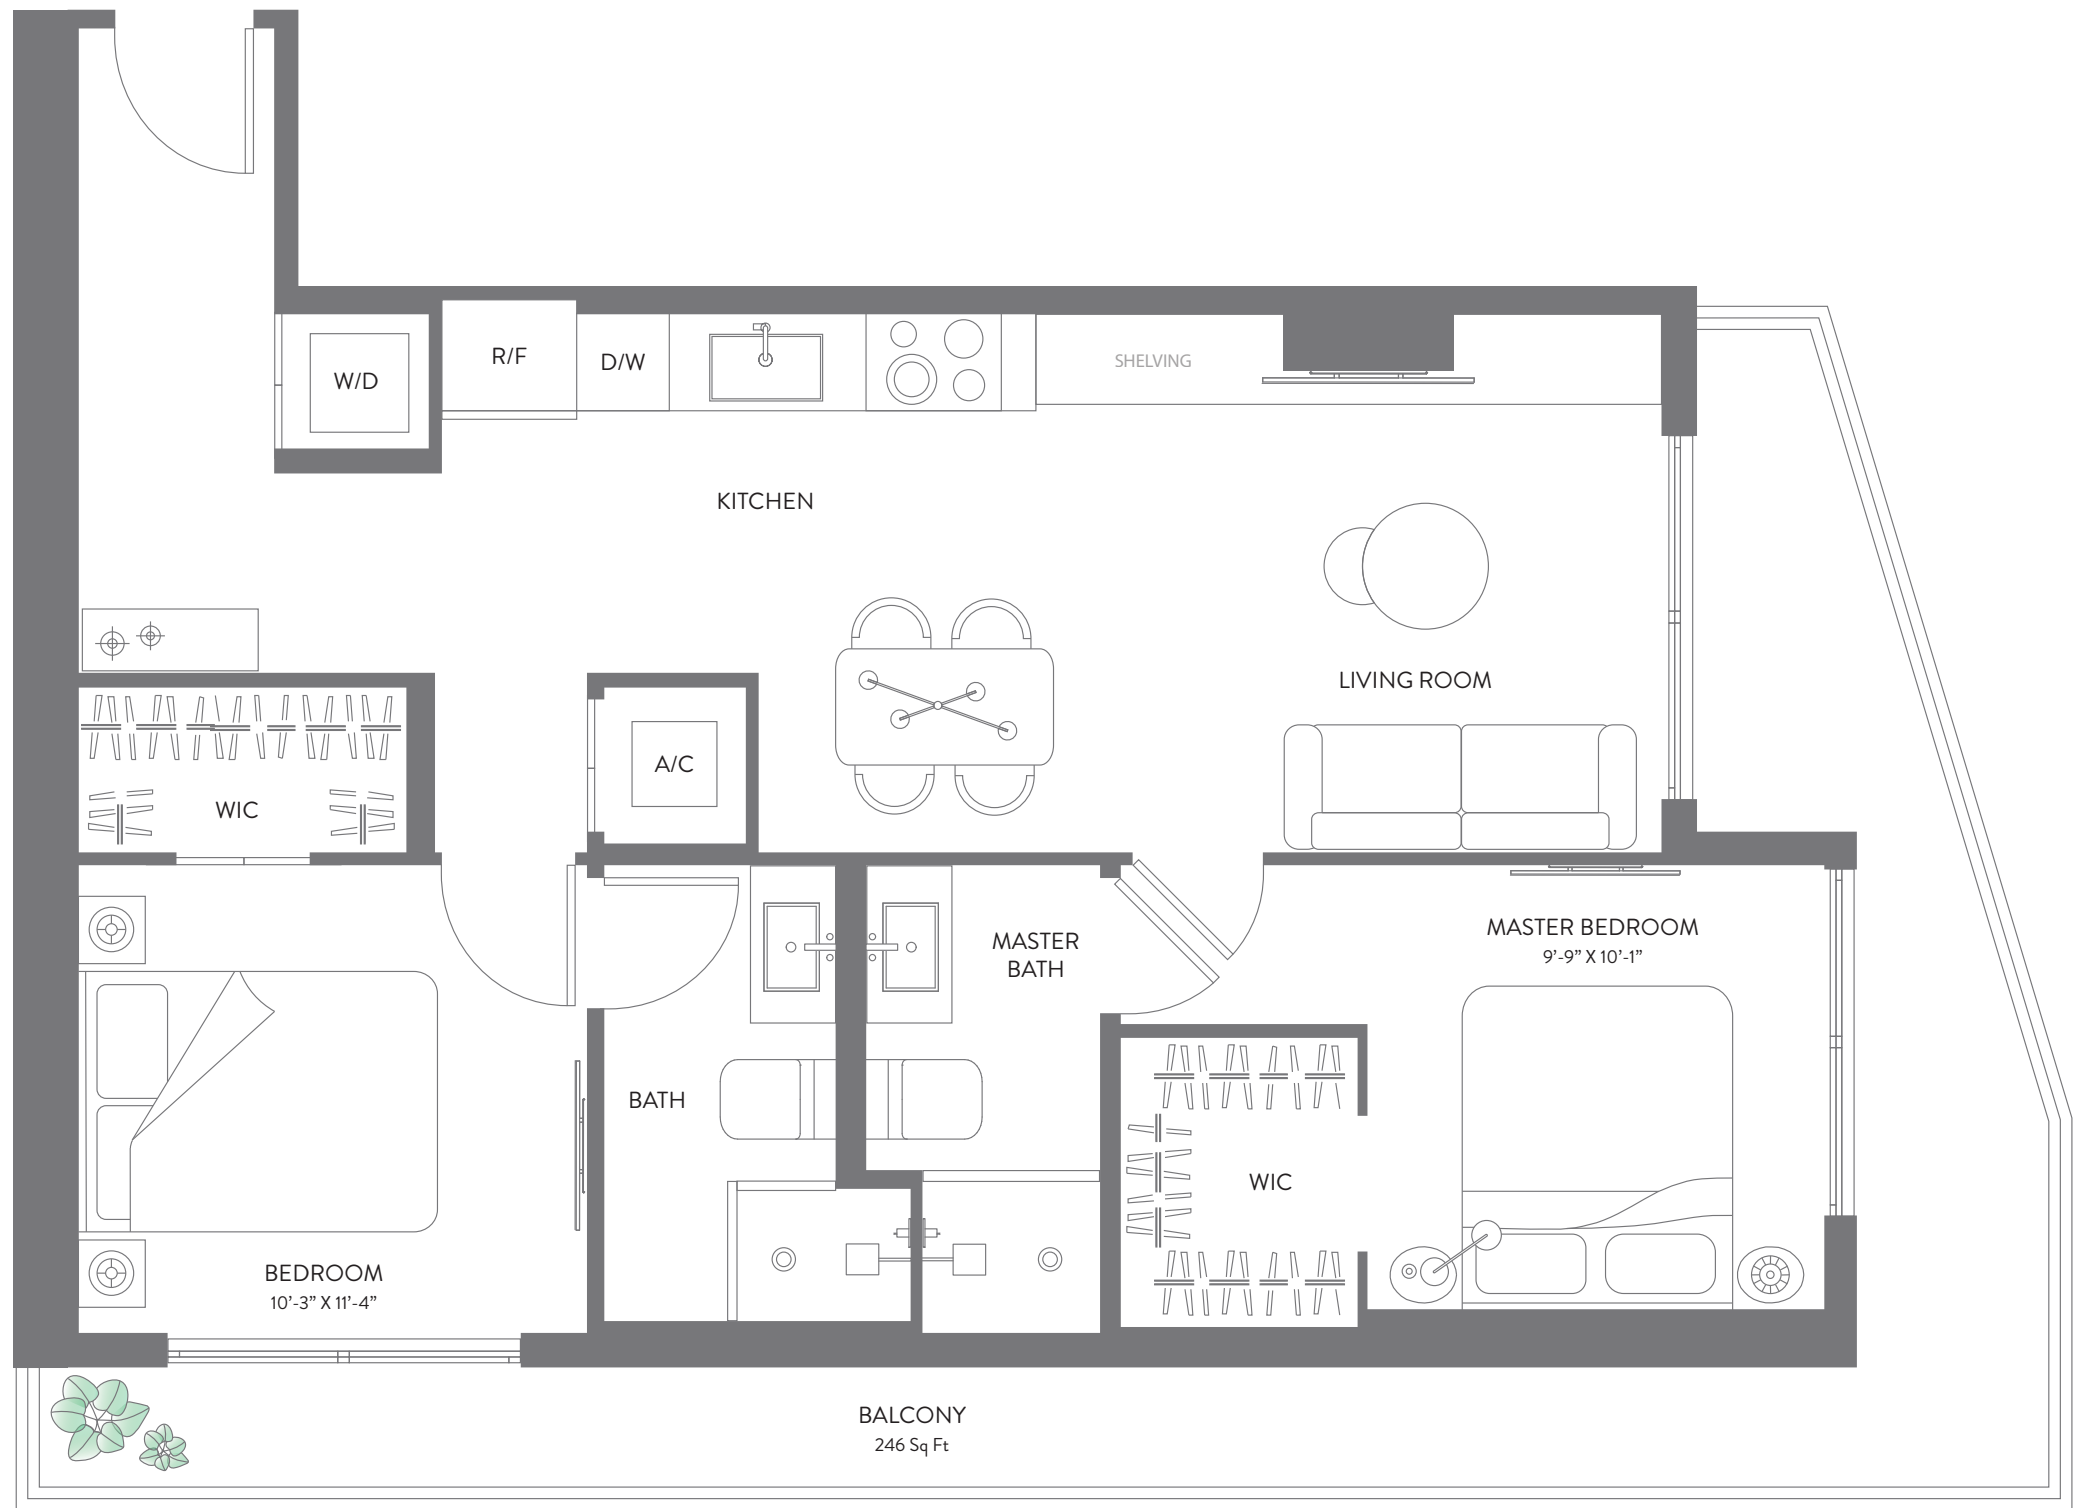 R/F
D/W
SHELVING
W/D
KITCHEN
LIVING ROOM
A/C
WIC
MASTER BEDROOM
9’-9” X 10’-1”
MASTER
BATH
BATH
WIC
BEDROOM
10’-3” X 11’-4”
BALCONY
246 Sq Ft